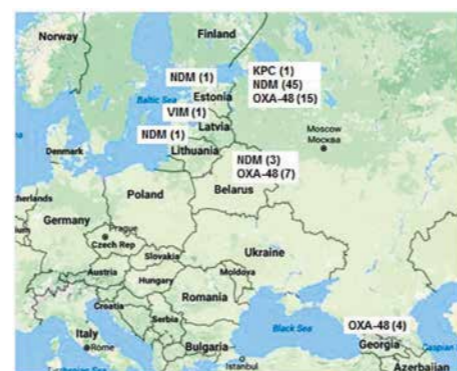 Norway
Finland
NDM (1)
KPC (1)
NDM (45)
OXA-48 (15)
Baltic Sea
Estonia
VIM (1)
Latvia
NDM (1)
Lithuania
Moscow
Москва
Denmark
NDM (3)
OXA-48 (7)
Belarus
Poland
Germany
Prague
Czech Rep
Ukraine
Slovakia
Austria
Hungary
Moldova
Romania
Croatia
Serbia
Italy
Rome
Bulgaria
Black Sea
Istanbul
OXA-48 (4)
Georgia
Caspian
Azerbaijan